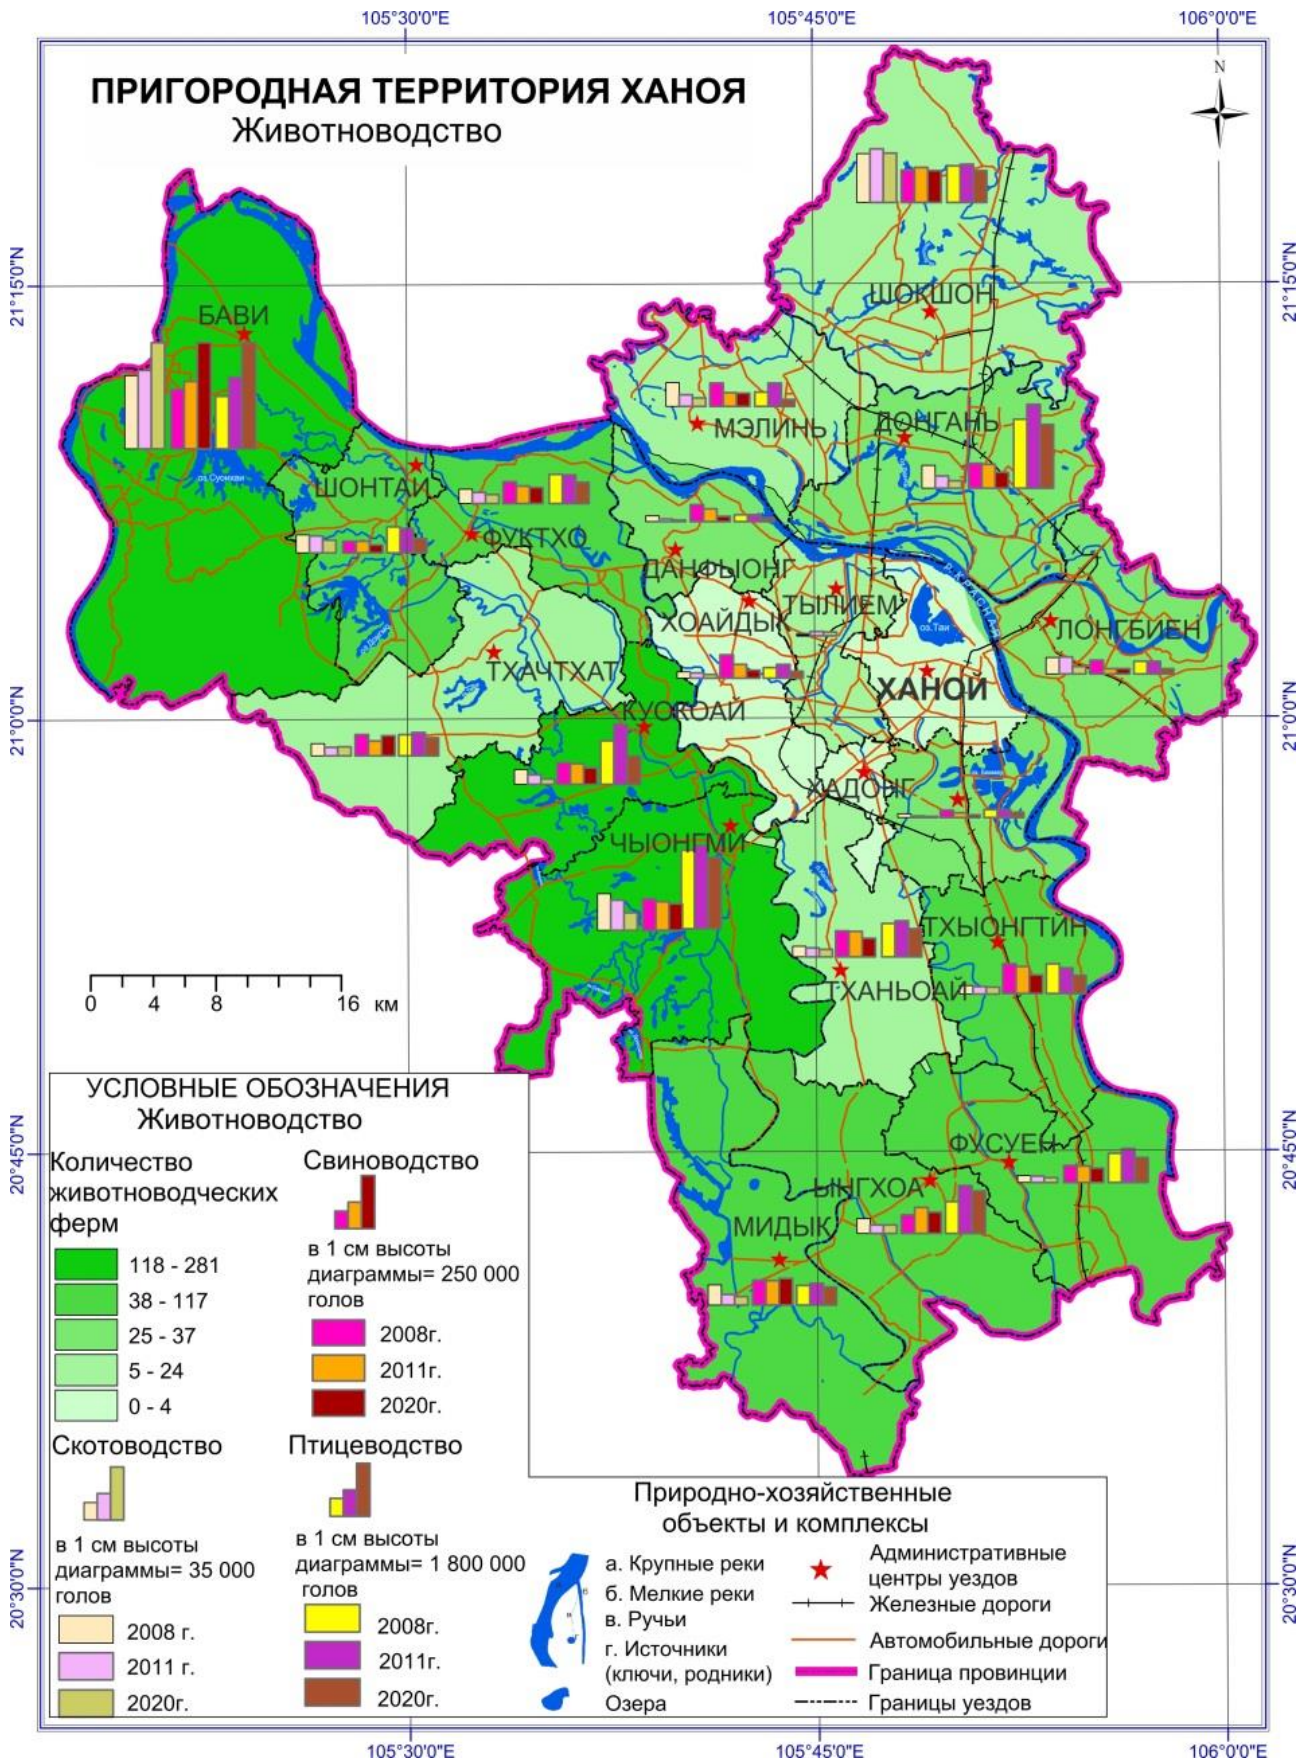 105°30'0"E
105°45'0"E
106°0'0"E
ПРИГОРОДНАЯ ТЕРРИТОРИЯ ХАНОЯ
Животноводство
N
21°15'0"N
21°15'0"N
ШОКШОН
БАВИ
МЭЛИНЬ
ДОНГАНЬ
оз.Суоихаи
ШОНТАЙ
ФУКТХО
ДАНФЫОНГ
р.КРАСНАЯ
ТЫЛИЕМ
ХОАЙДЫК
оз.Таи
ЛОНГБИЕН
ТХАЧТХАТ
ХАНОЙ
21°0'0"N
21°0'0"N
КУОКОАЙ
ХАДОНГ
ЧЫОНГМИ
ТХЫОНГТЙН
ТХАНЬОАЙ
0 4 8 16 км
ФУСУЕН
ЫНГХОА
МИДЫК
20°45'0"N
20°45'0"N
УСЛОВНЫЕ ОБОЗНАЧЕНИЯ
Животноводство
Количество
животноводческих
ферм
118 - 281
38 - 117
25 - 37
5 - 24
0 - 4
Свиноводство
в 1 см высоты
диаграммы= 250 000
голов
2008г.
2011г.
2020г.
Скотоводство
в 1 см высоты
диаграммы= 35 000
голов
2008 г.
2011 г.
2020г.
Птицеводство
в 1 см высоты
диаграммы= 1 800 000
голов
2008г.
2011г.
2020г.
Природно-хозяйственные
объекты и комплексы
а. Крупные реки
б. Мелкие реки
в. Ручьи
г. Источники
(ключи, родники)
Озера
Административные
центры уездов
Железные дороги
Автомобильные дороги
Граница провинции
Границы уездов
20°30'0"N
20°30'0"N
105°30'0"E
105°45'0"E
106°0'0"E